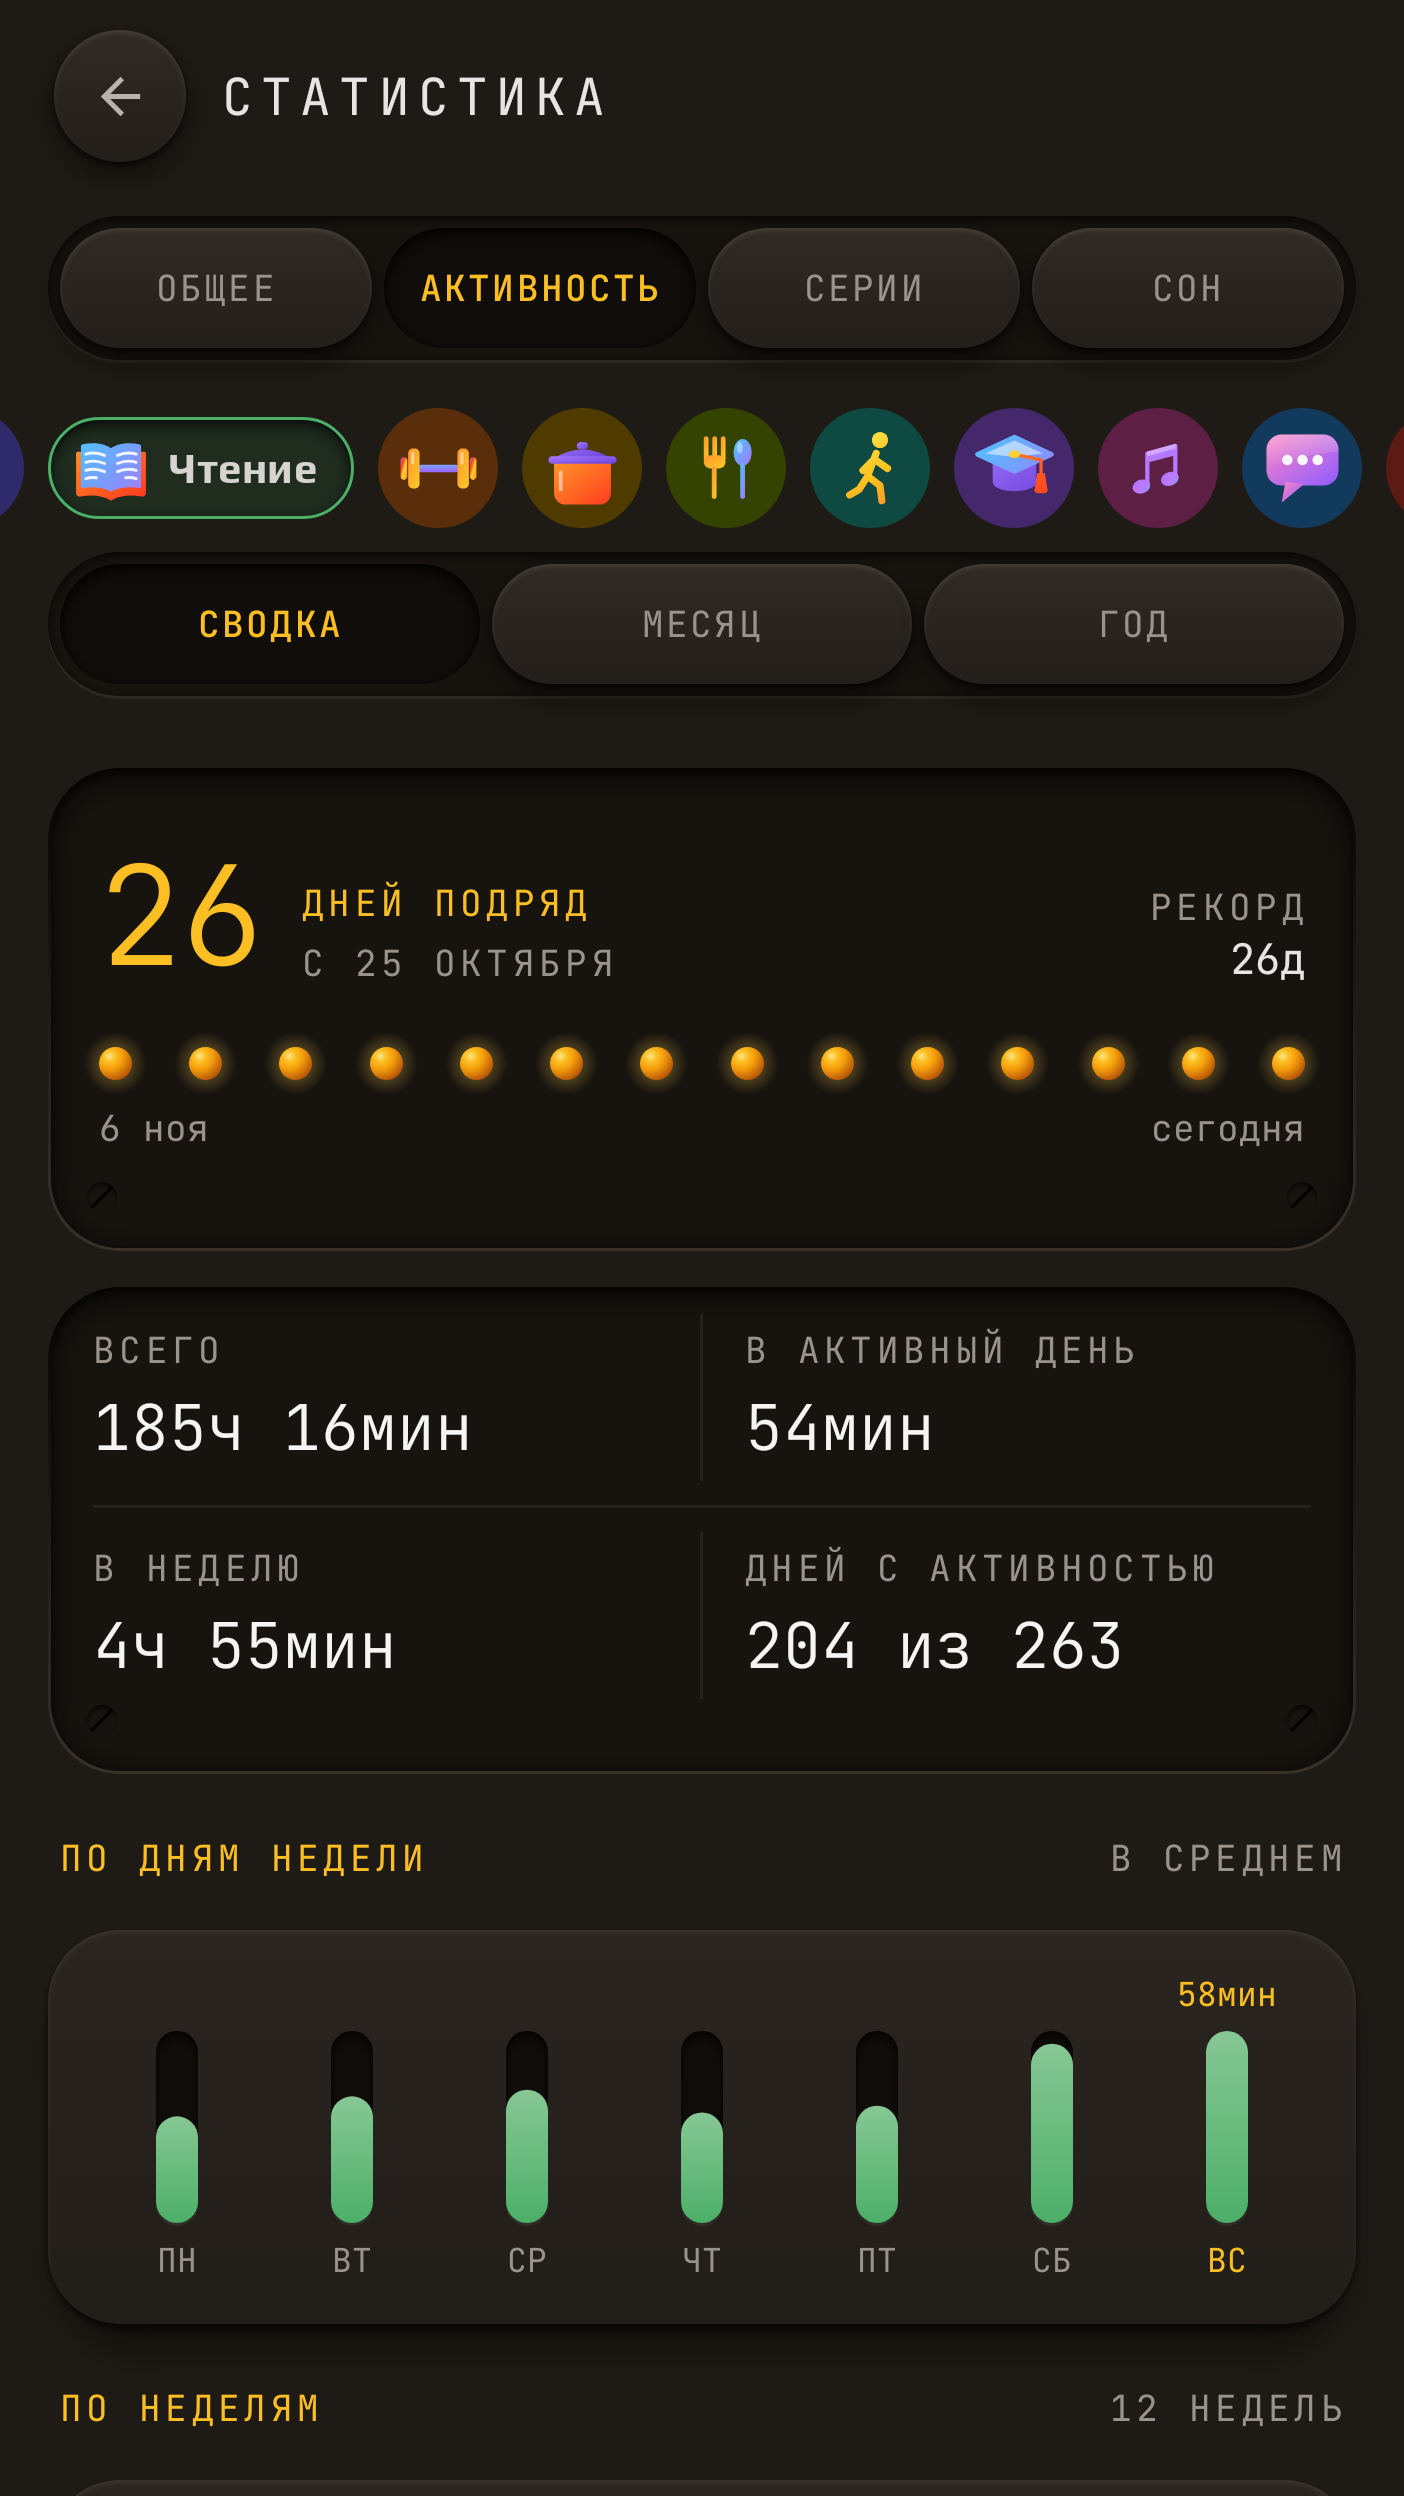 СТАТИСТИКА
ОБЩЕЕ АКТИВНОСТЬ СЕРИИ СОН
Чтение
СВОДКА МЕСЯЦ ГОД
26 ДНЕЙ ПОДРЯД
С 25 ОКТЯБРЯ
РЕКОРД
26д
6 ноя сегодня
ВСЕГО
185ч 16мин
В АКТИВНЫЙ ДЕНЬ
54мин
В НЕДЕЛЮ
4ч 55мин
ДНЕЙ С АКТИВНОСТЬЮ
204 из 263
ПО ДНЯМ НЕДЕЛИ В СРЕДНЕМ
58мин
ПН ВТ СР ЧТ ПТ СБ ВС
ПО НЕДЕЛЯМ 12 НЕДЕЛЬ